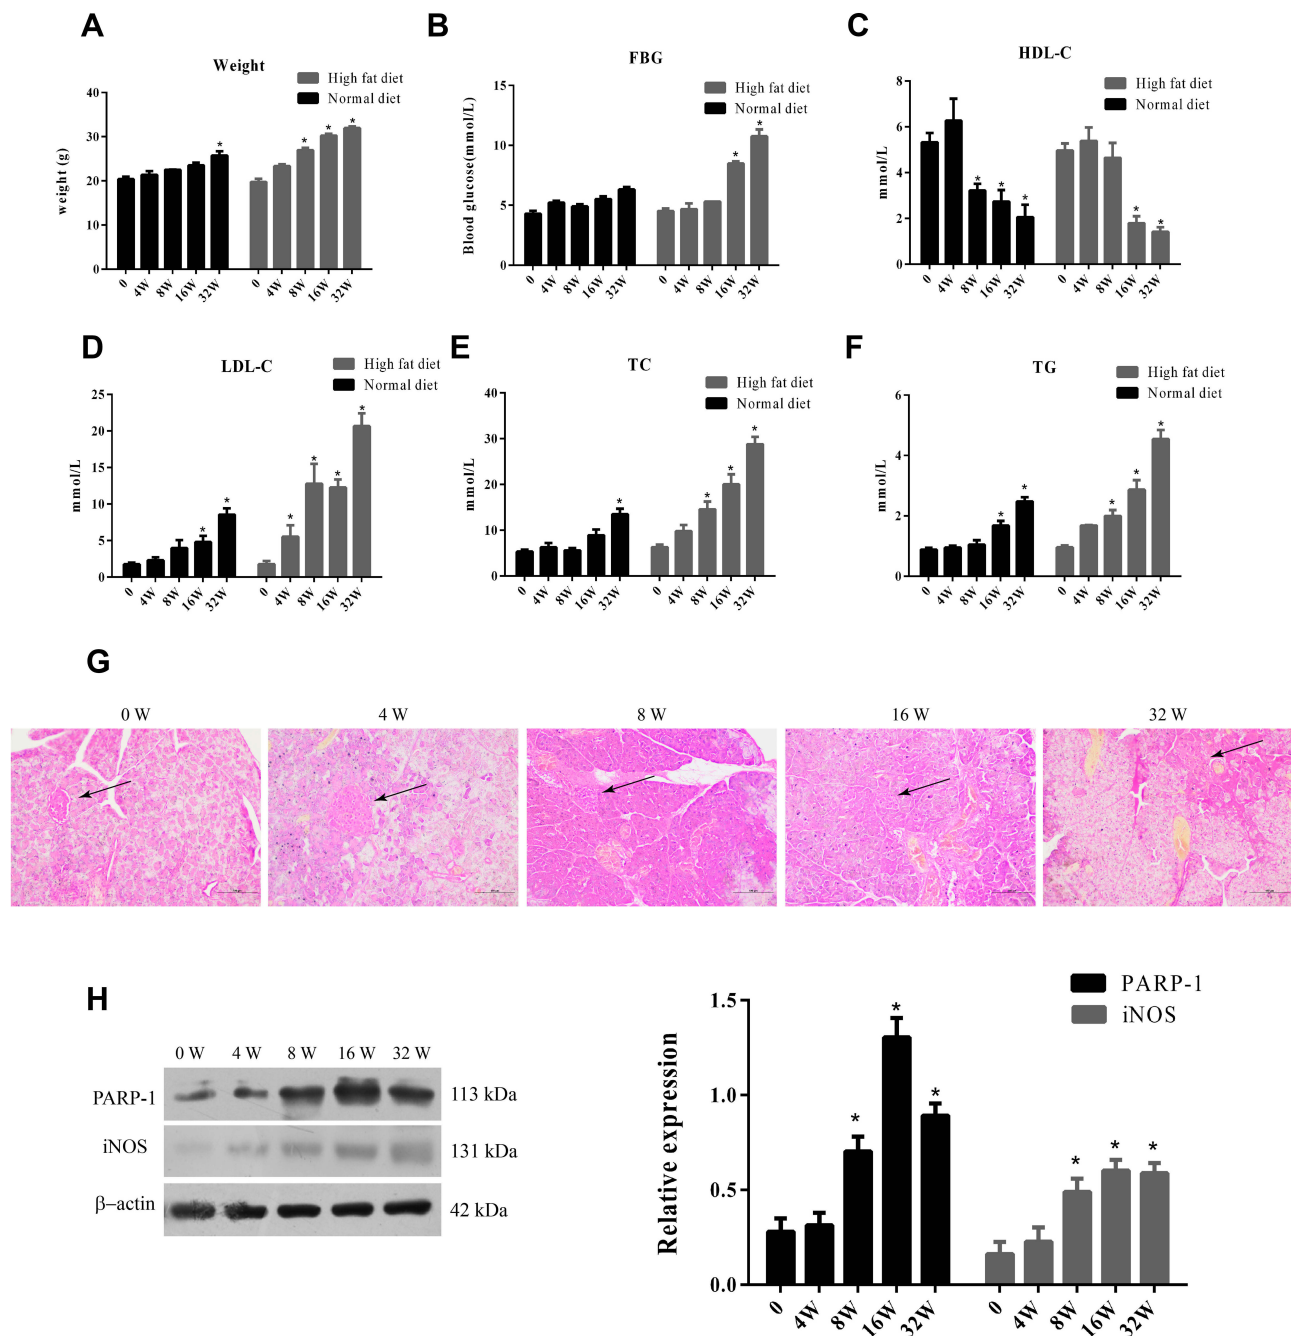 A
Weight
High fat diet
Normal diet
weight (g)
40
30
20
10
0
* * * *
0 4W 8W 16W 32W 0 4W 8W 16W 32W
B
FBG
High fat diet
Normal diet
Blood glucose(mmol/L)
15
10
5
0
* *
0 4W 8W 16W 32W 0 4W 8W 16W 32W
C
HDL-C
High fat diet
Normal diet
mmol/L
8
6
4
2
0
* * * * *
0 4W 8W 16W 32W 0 4W 8W 16W 32W
D
LDL-C
High fat diet
Normal diet
mmol/L
25
20
15
10
5
0
* * * * * *
0 4W 8W 16W 32W 0 4W 8W 16W 32W
E
TC
High fat diet
Normal diet
mmol/L
40
30
20
10
0
* * * *
0 4W 8W 16W 32W 0 4W 8W 16W 32W
F
TG
High fat diet
Normal diet
mmol/L
6
4
2
0
* * * * *
0 4W 8W 16W 32W 0 4W 8W 16W 32W
G
0 W 4 W 8 W 16 W 32 W
H
0 W 4 W 8 W 16 W 32 W
PARP-1 113 kDa
iNOS 131 kDa
β–actin 42 kDa
PARP-1
iNOS
Relative expression
1.5
1.0
0.5
0.0
* * * * * *
0 4W 8W 16W 32W 0 4W 8W 16W 32W